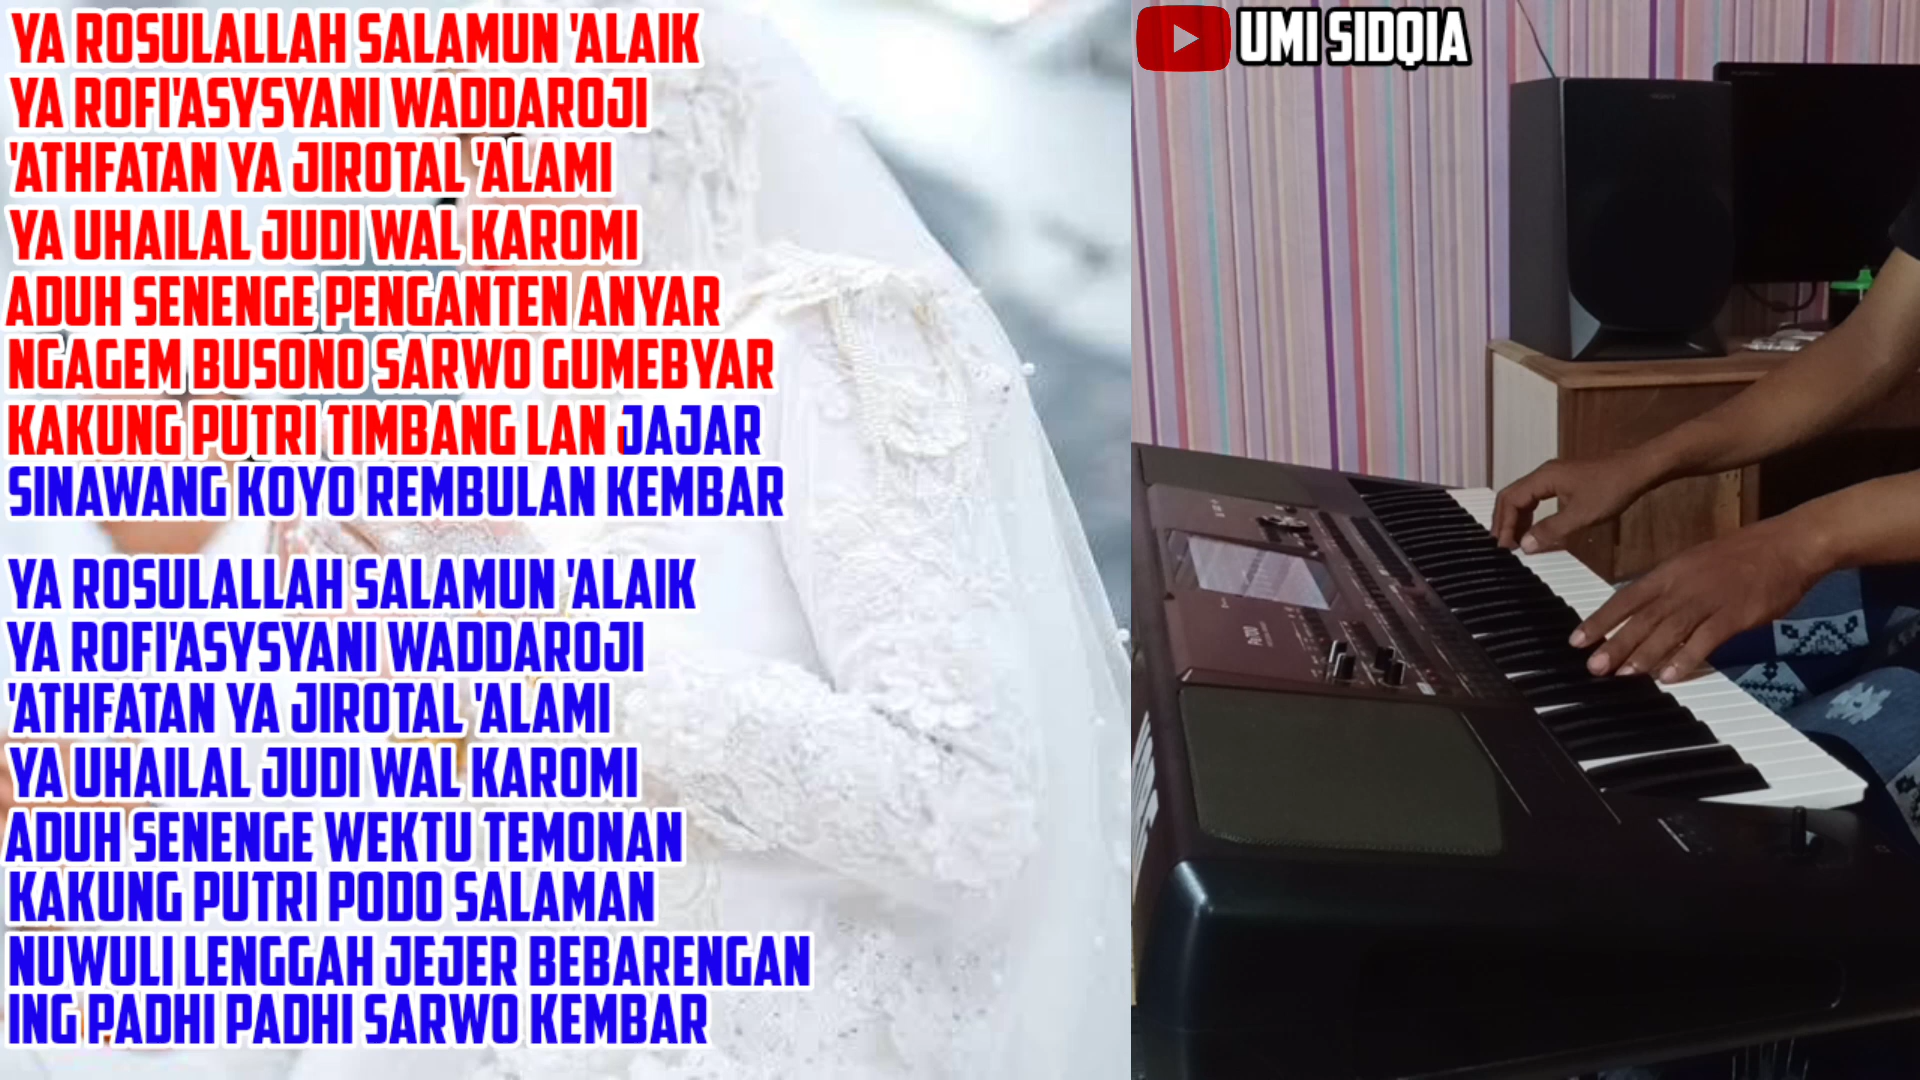 YA ROSULALLAH SALAMUN 'ALAIK
YA ROFI'ASYSYANI WADDAROJI
'ATHFATAN YA JIROTAL 'ALAMI
YA UHAILAL JUDI WAL KAROMI
ADUH SENENGE PENGANTEN ANYAR
NGAGEM BUSONO SARWO GUMEBYAR
KAKUNG PUTRI TIMBANG LAN JAJAR
SINAWANG KOYO REMBULAN KEMBAR
YA ROSULALLAH SALAMUN 'ALAIK
YA ROFI'ASYSYANI WADDAROJI
'ATHFATAN YA JIROTAL 'ALAMI
YA UHAILAL JUDI WAL KAROMI
ADUH SENENGE WEKTU TEMONAN
KAKUNG PUTRI PODO SALAMAN
NUWULI LENGGAH JEJER BEBARENGAN
ING PADHI PADHI SARWO KEMBAR
UMI SIDQIA
SONY
Pa700